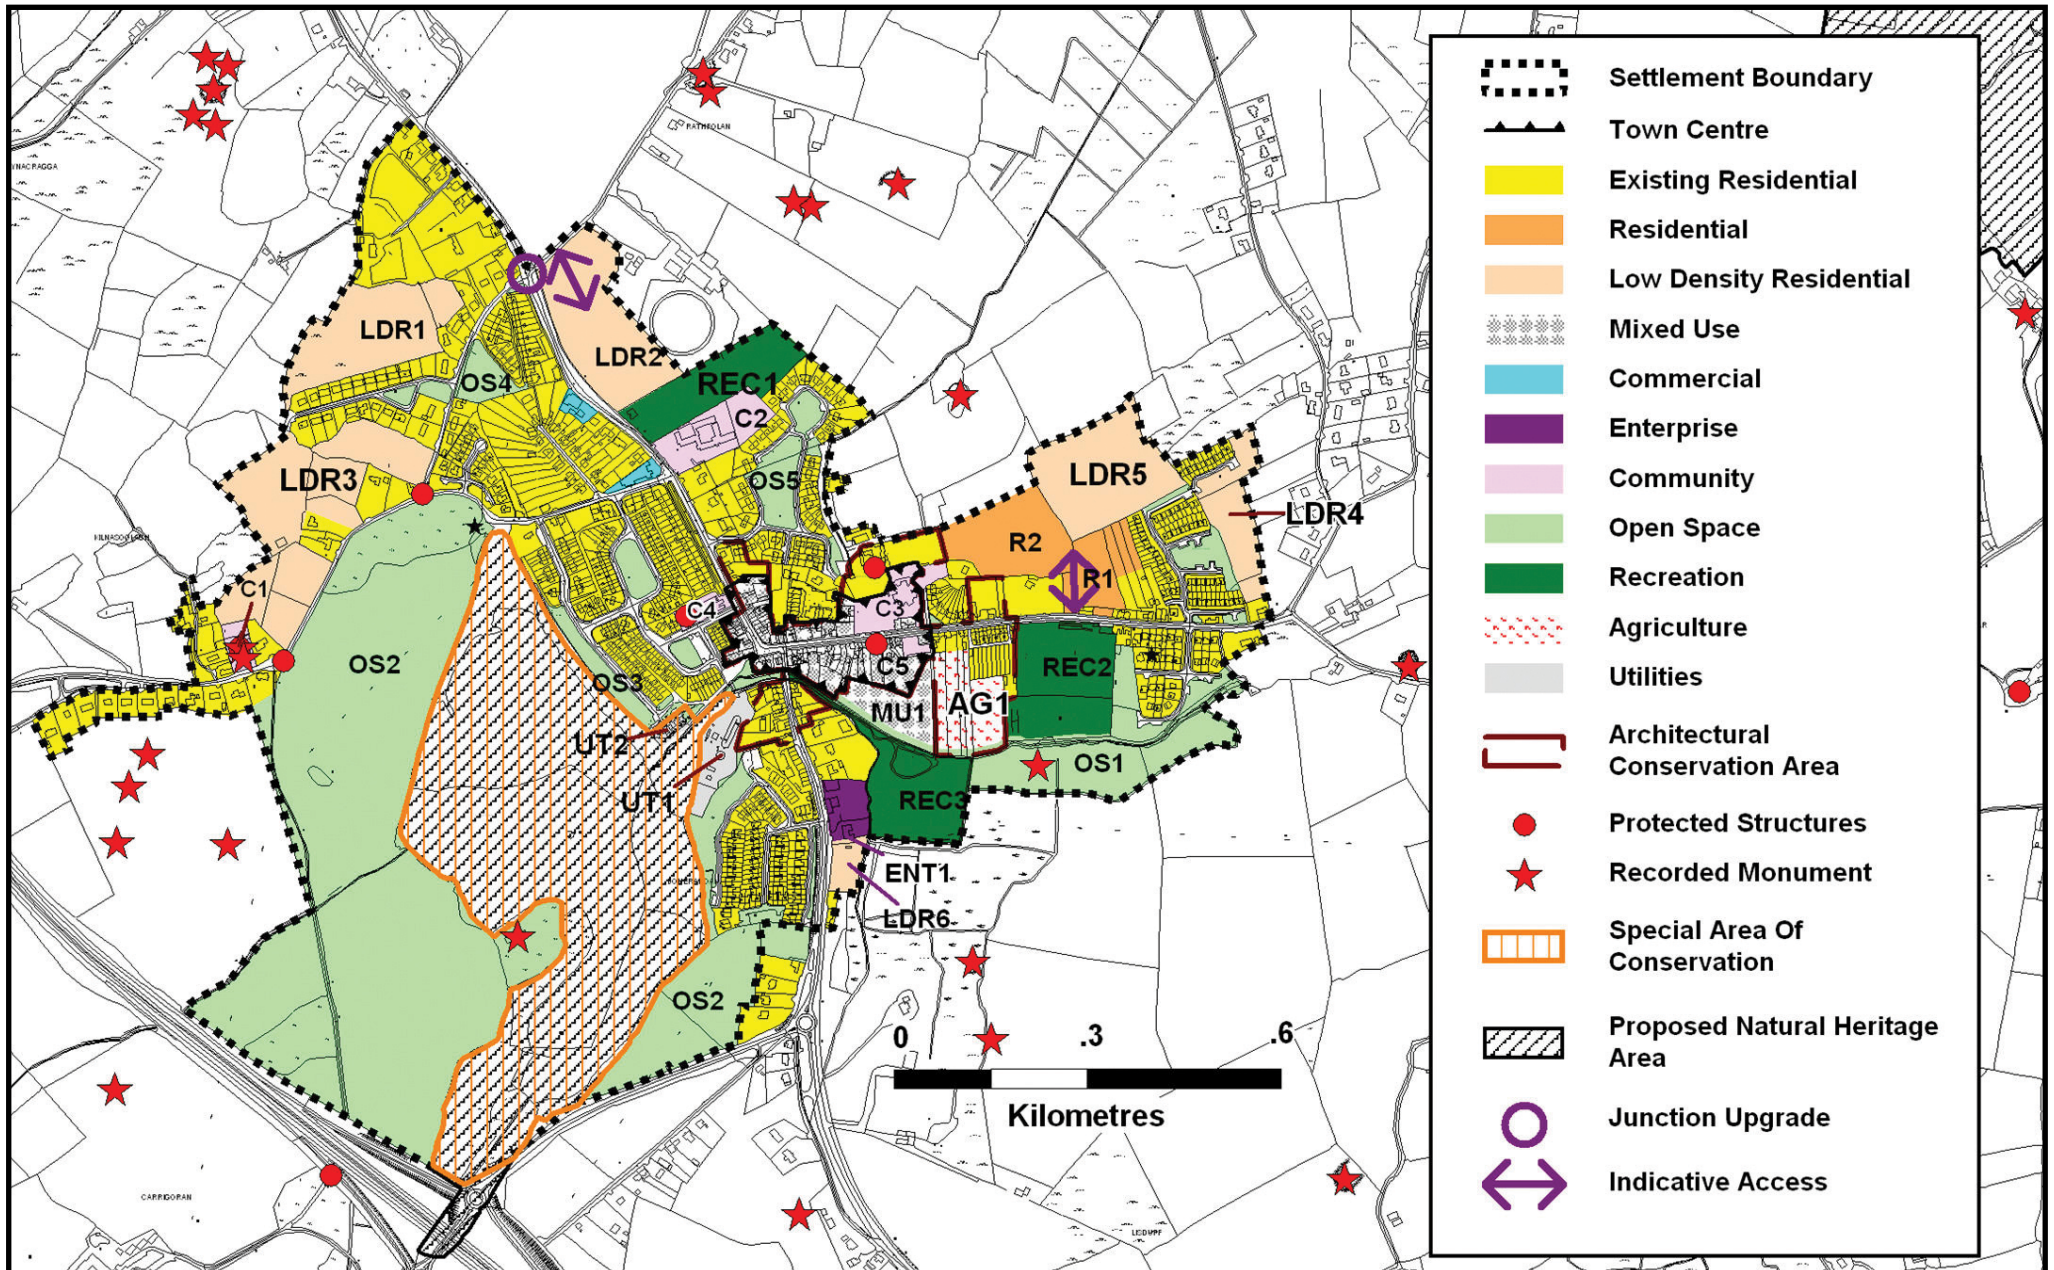 RATHFOLAN
LDR1
LDR2
OS4
REC1
C2
LDR3
OS5
LDR5
LDR4
R2
R1
C1
C4
C3
OS2
OS3
C5
REC2
MU1
AG1
UT2
OS1
UT1
REC3
ENT1
LDR6
OS2
0 .3 .6
Kilometres
CARRIGORAN
Settlement Boundary
Town Centre
Existing Residential
Residential
Low Density Residential
Mixed Use
Commercial
Enterprise
Community
Open Space
Recreation
Agriculture
Utilities
Architectural
Conservation Area
Protected Structures
Recorded Monument
Special Area Of
Conservation
Proposed Natural Heritage
Area
Junction Upgrade
Indicative Access